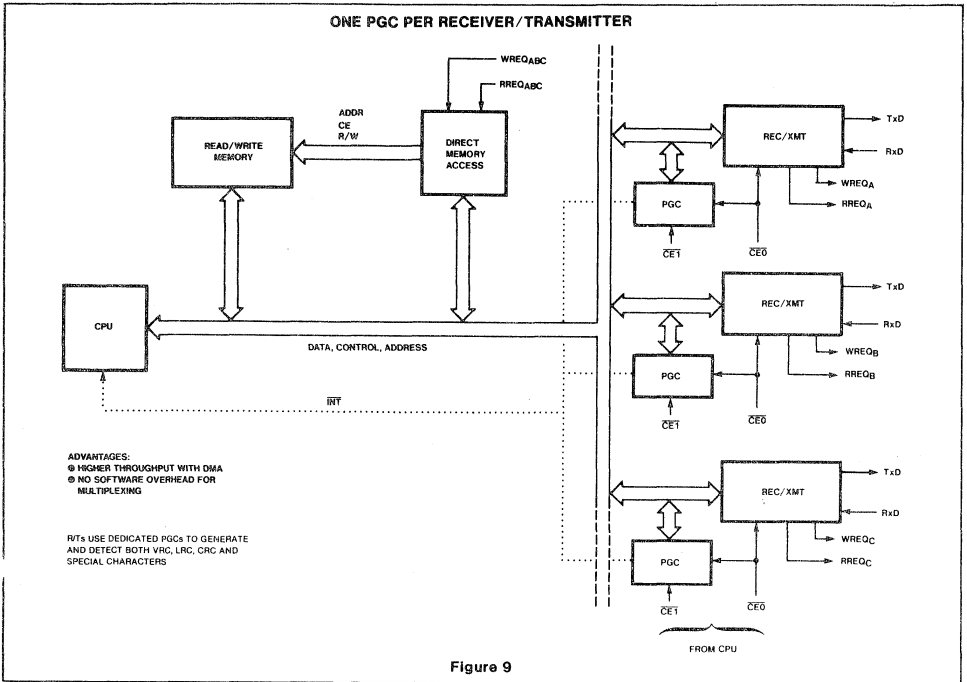 ONE PGC PER RECEIVER/TRANSMITTER
WREQABC
RREQABC
ADDR
CE
R/W
READ/WRITE
MEMORY
DIRECT
MEMORY
ACCESS
REC/XMT
TxD
RxD
WREQA
RREQA
PGC
CE1
CE0
CPU
DATA, CONTROL, ADDRESS
INT
REC/XMT
TxD
RxD
WREQB
RREQB
PGC
CE1
CE0
ADVANTAGES:
HIGHER THROUGHPUT WITH DMA
NO SOFTWARE OVERHEAD FOR
MULTIPLEXING
R/Ts USE DEDICATED PGCs TO GENERATE
AND DETECT BOTH VRC, LRC, CRC AND
SPECIAL CHARACTERS
REC/XMT
TxD
RxD
WREQC
RREQC
PGC
CE1
CE0
FROM CPU
Figure 9